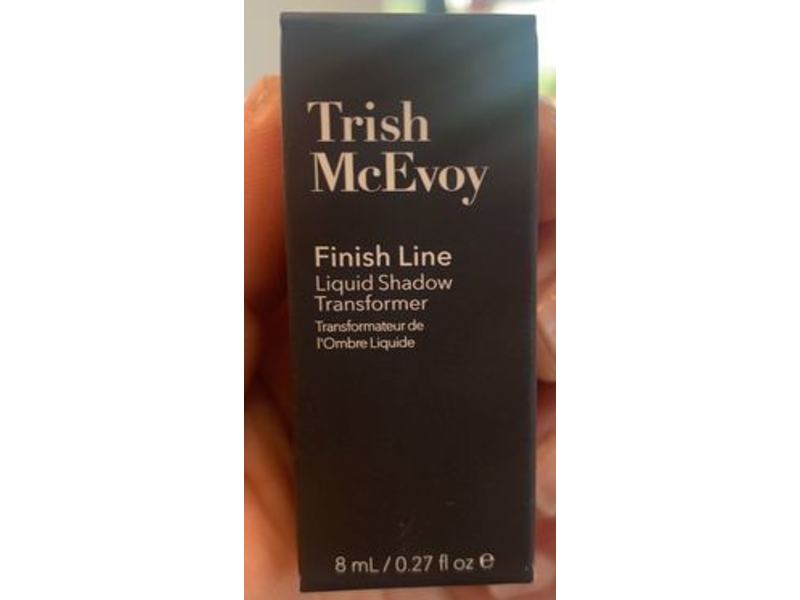 Trish
McEvoy
Finish Line
Liquid Shadow
Transformer
Transformateur de
l'Ombre Liquide
8 mL / 0.27 fl oz ℮